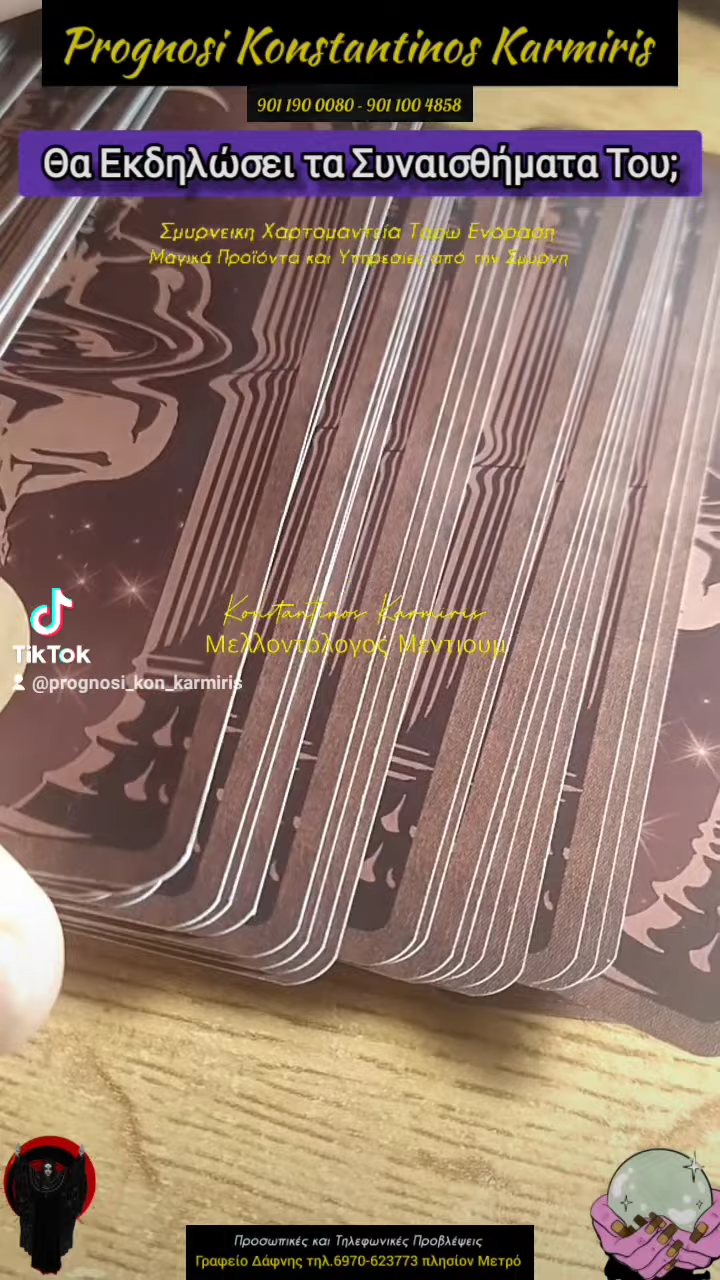 Prognosi Konstantinos Karmiris
901 190 0080 - 901 100 4858
Θα Εκδηλώσει τα Συναισθήματα Του;
Σμυρνεικη Χαρτομαντεία Ταρω Ενοραση
Μαγικά Προϊόντα και Υπηρεσιες από την Σμυρνη
Konstantinos Karmiris
Μελλοντολογος Μεντιουμ
TikTok
@prognosi_kon_karmiris
Προσωπικές και Τηλεφωνικές Προβλέψεις
Γραφείο Δάφνης τηλ.6970-623773 πλησίον Μετρό